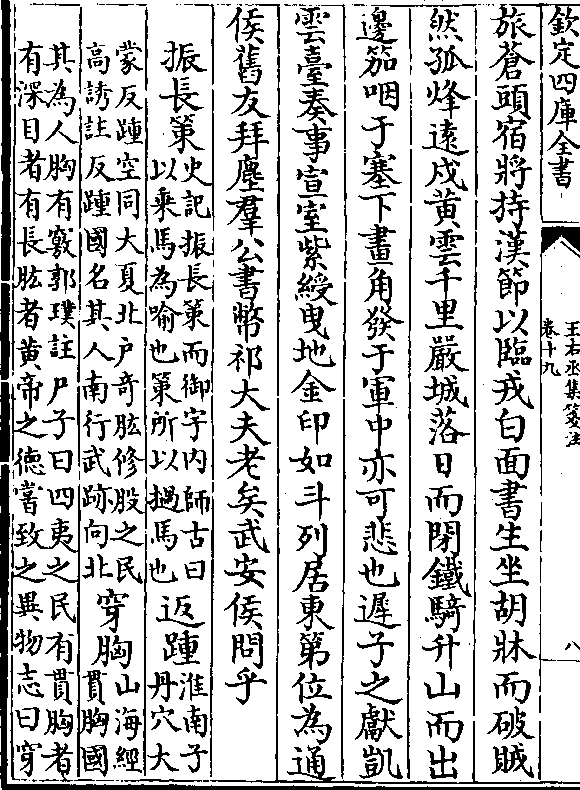 欽定四庫全書
王右丞集箋注
卷十九
八
旅蒼頭宿將持漢節以臨戎白面書生坐胡牀而破賊
然孤烽遠戍黃雲千里嚴城落日而閉鐵騎升山而出
邊笳咽于塞下畫角發于軍中亦可悲也遲子之獻凱
雲臺奏事宣室紫綬曳地金印如斗列居東第位為通
侯舊友拜塵羣公書幣祁大夫老矣武安侯問乎
振長策史記振長策而御宇內師古曰
以乘馬為喻也策所以撾馬也
返踵淮南子
丹穴大
蒙反踵空同大夏北戶奇肱修股之民
高誘註反踵國名其人南行武跡向北
穿胸山海經
貫胸國
其為人胸有竅郭璞註尸子曰四夷之民有貫胸者
有深目者有長肱者黃帝之德嘗致之異物志曰穿